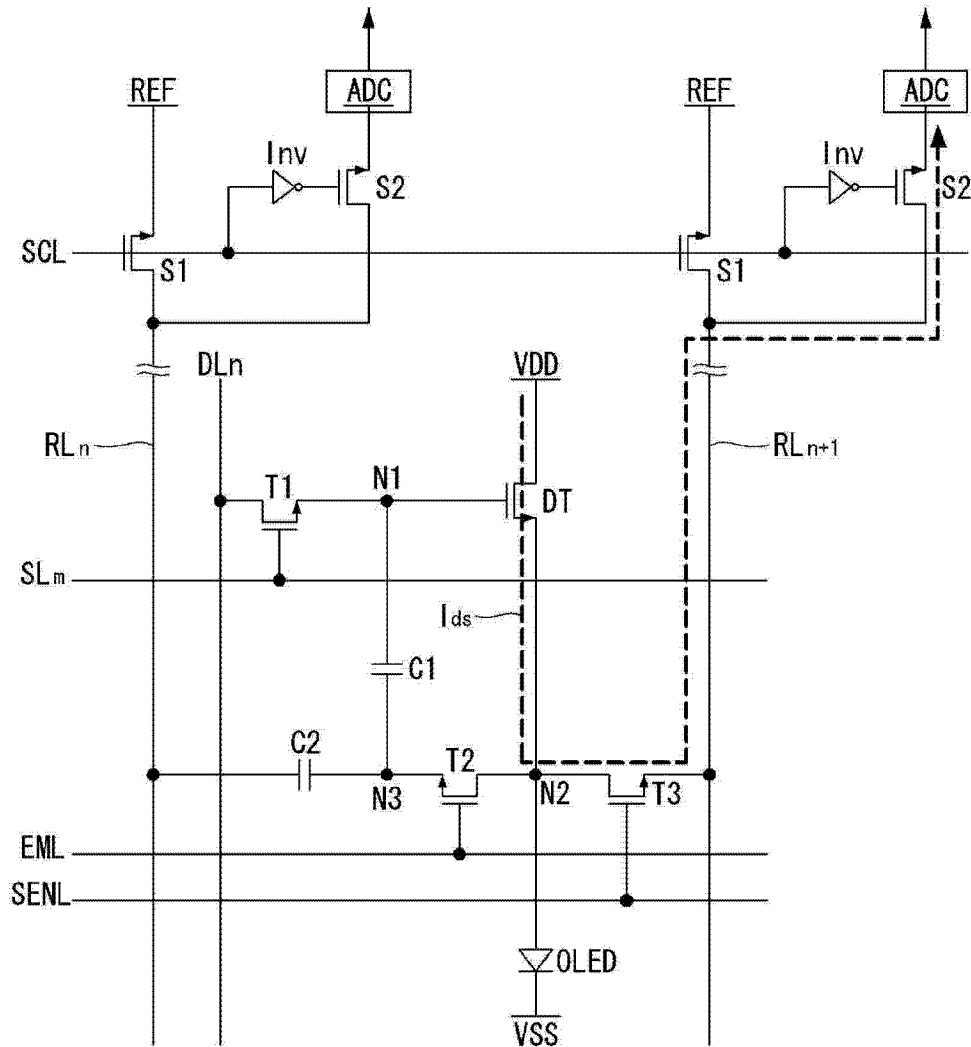 ADC ADC
REF REF
Inv Inv
S2 S2
SCL
S1 S1
DLn VDD
RLn RLn+1
T1 N1 DT
SLm
Ids
C1
C2 T2
N3 N2 T3
EML
SENL
OLED
VSS